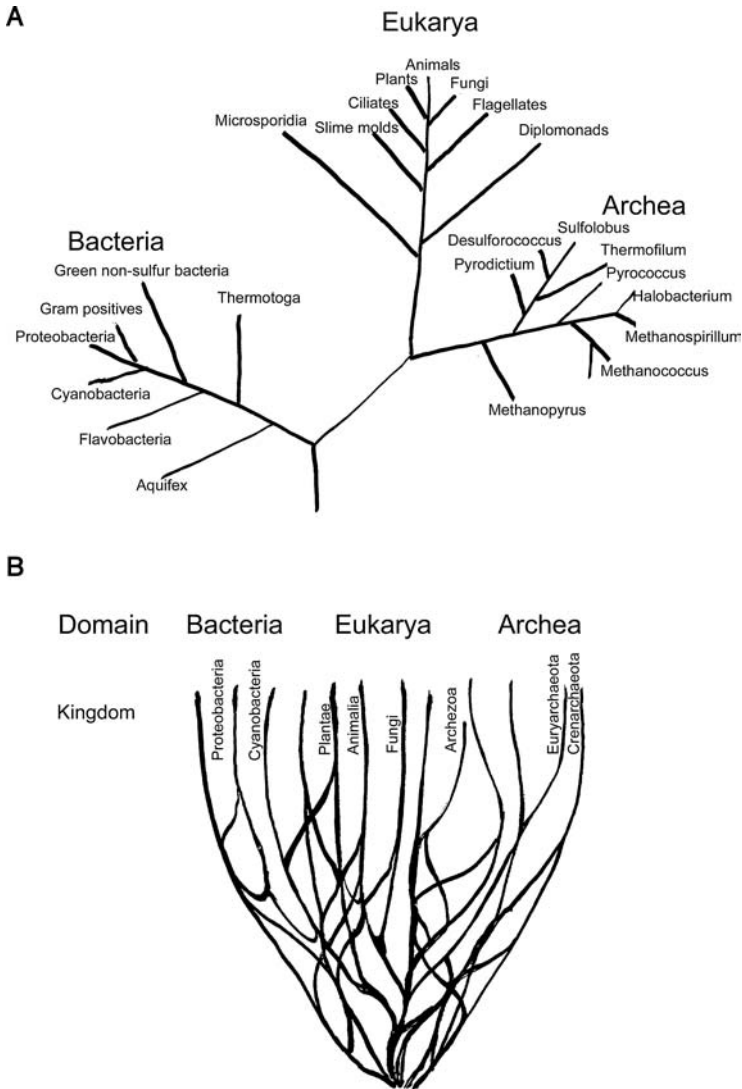 A
Eukarya
Animals
Plants
Fungi
Ciliates
Flagellates
Microsporidia
Slime molds
Diplomonads
Archea
Sulfolobus
Bacteria
Desulforococcus
Thermofilum
Green non-sulfur bacteria
Pyrodictium
Pyrococcus
Thermotoga
Halobacterium
Gram positives
Proteobacteria
Methanospirillum
Cyanobacteria
Methanococcus
Methanopyrus
Flavobacteria
Aquifex
B
Domain Bacteria Eukarya Archea
Kingdom
Proteobacteria
Cyanobacteria
Plantae
Animalia
Fungi
Archezoa
Euryarchaeota
Crenarchaeota